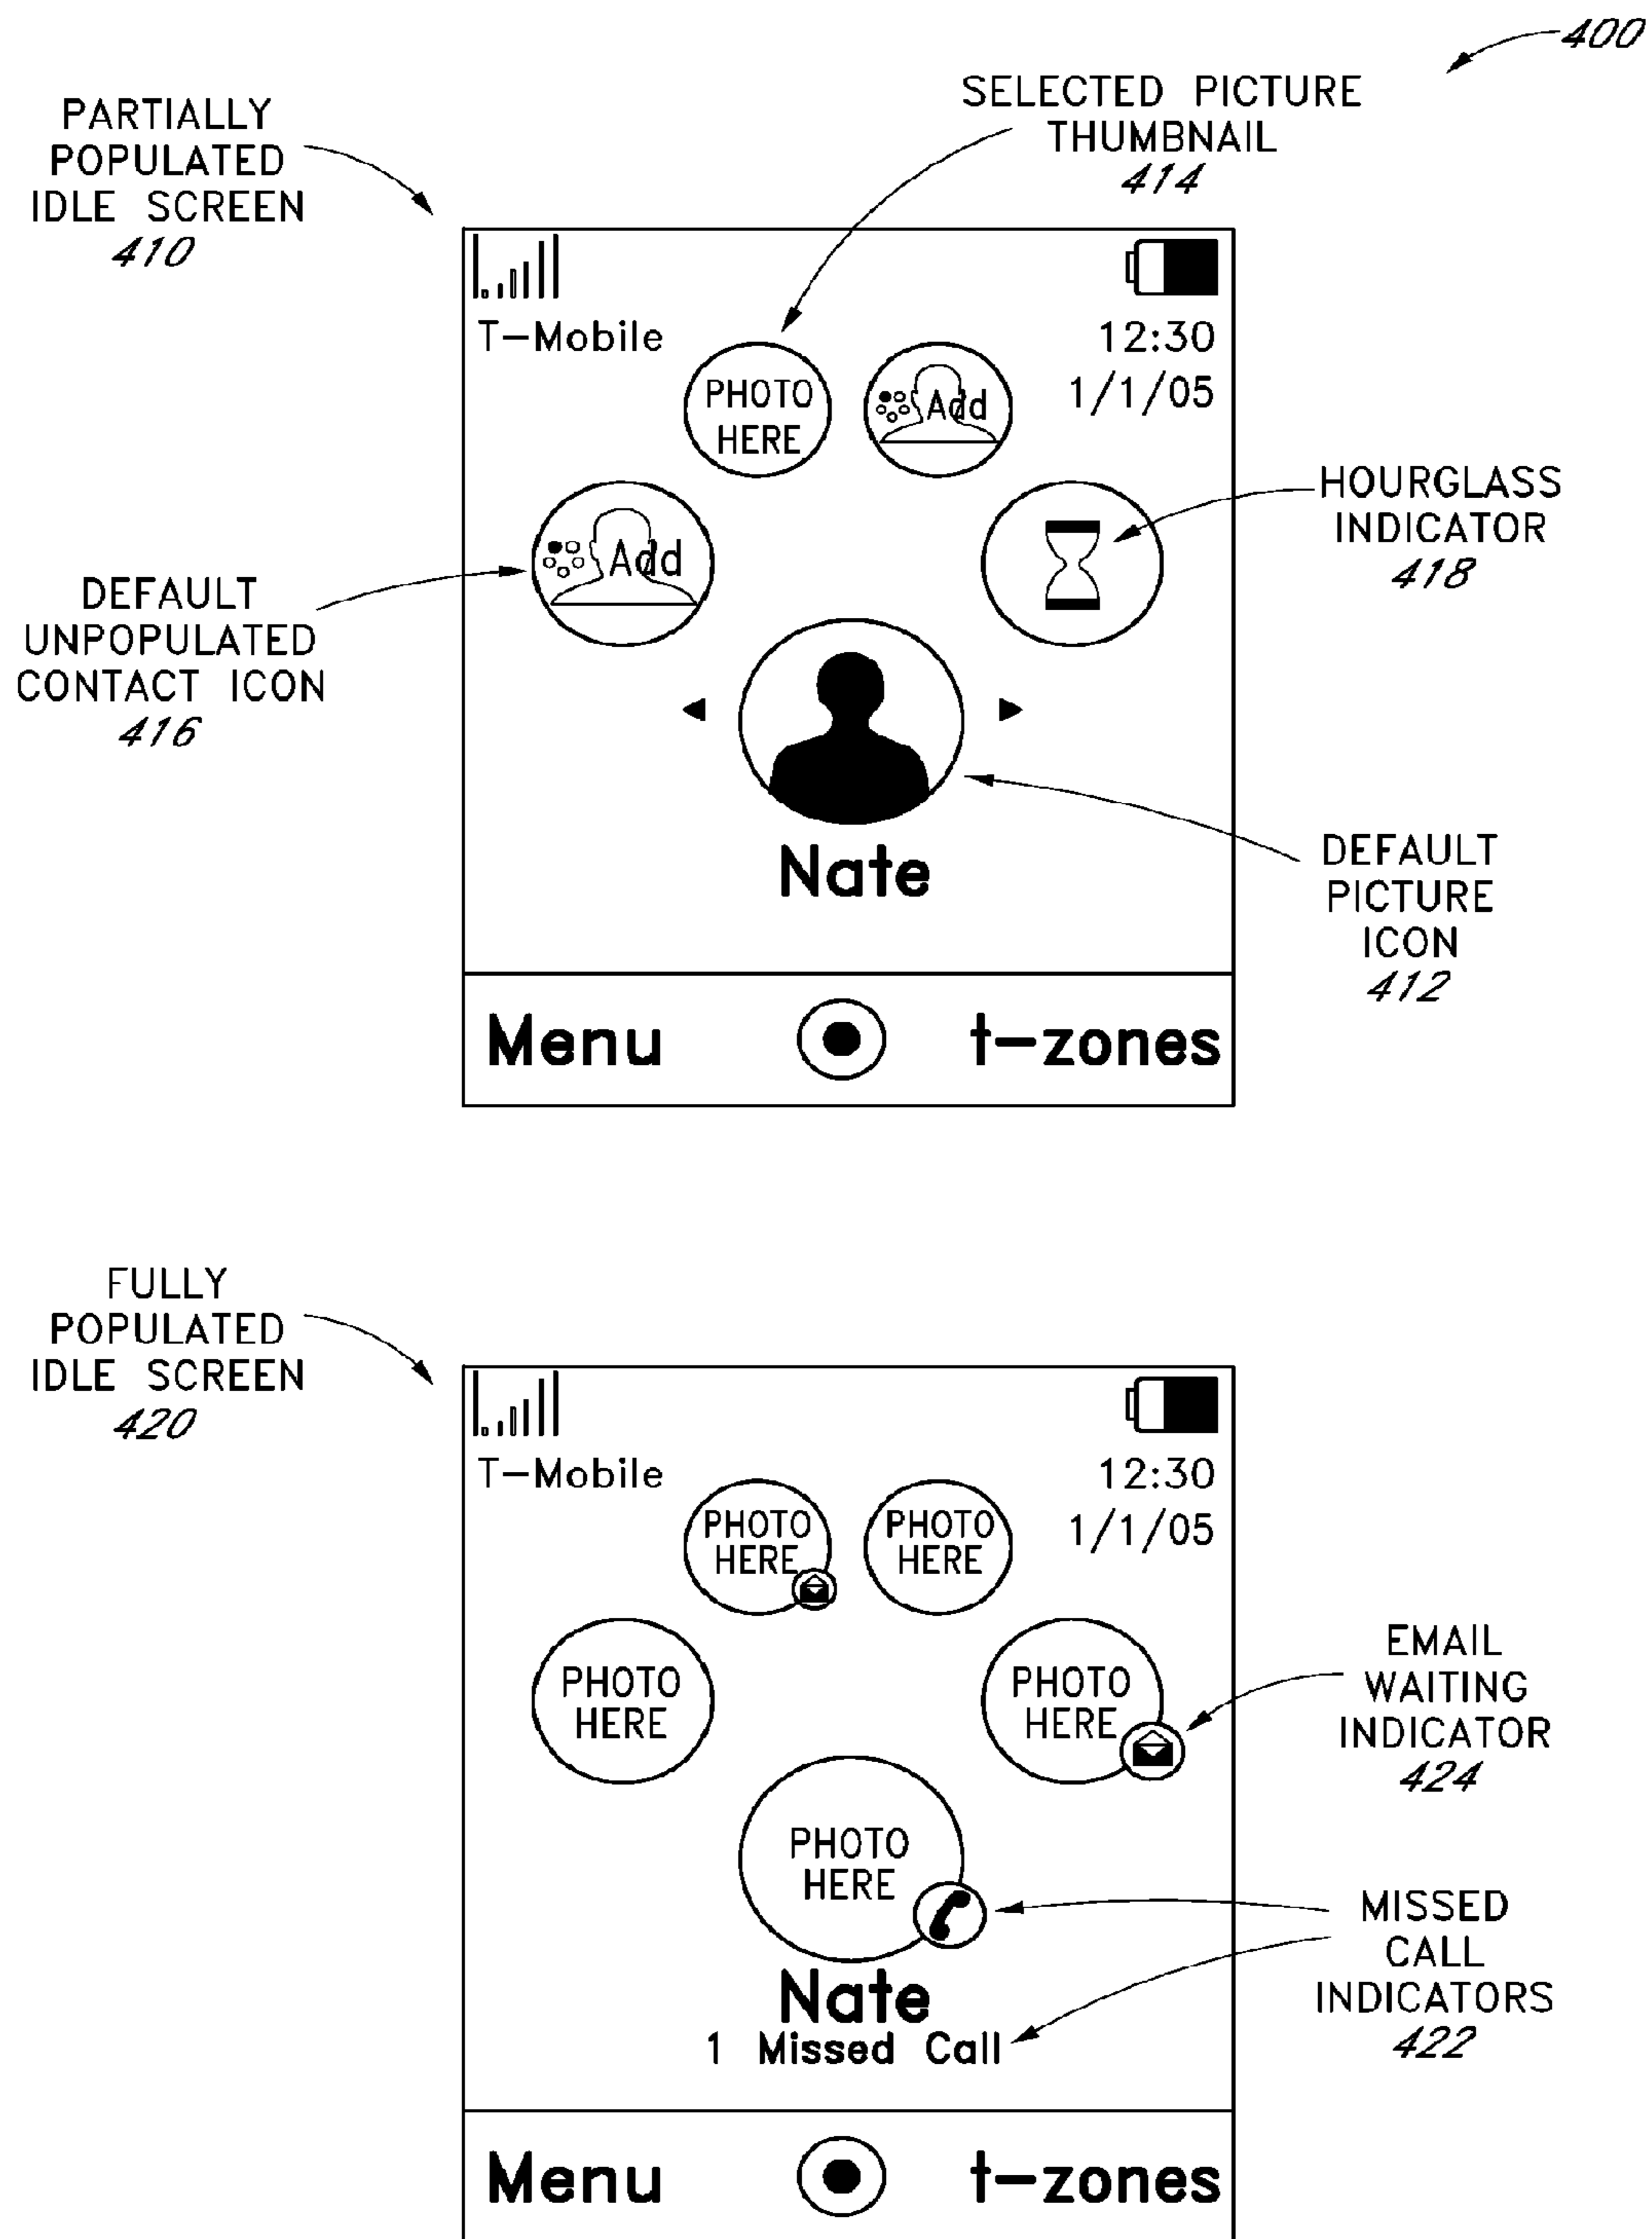 400
SELECTED PICTURE
THUMBNAIL
414
PARTIALLY
POPULATED
IDLE SCREEN
410
T-Mobile
12:30
1/1/05
PHOTO
HERE
Add
Add
HOURGLASS
INDICATOR
418
DEFAULT
UNPOPULATED
CONTACT ICON
416
Nate
DEFAULT
PICTURE
ICON
412
Menu
t-zones
FULLY
POPULATED
IDLE SCREEN
420
T-Mobile
12:30
1/1/05
PHOTO
HERE
PHOTO
HERE
PHOTO
HERE
PHOTO
HERE
EMAIL
WAITING
INDICATOR
424
PHOTO
HERE
MISSED
CALL
INDICATORS
422
Nate
1 Missed Call
Menu
t-zones